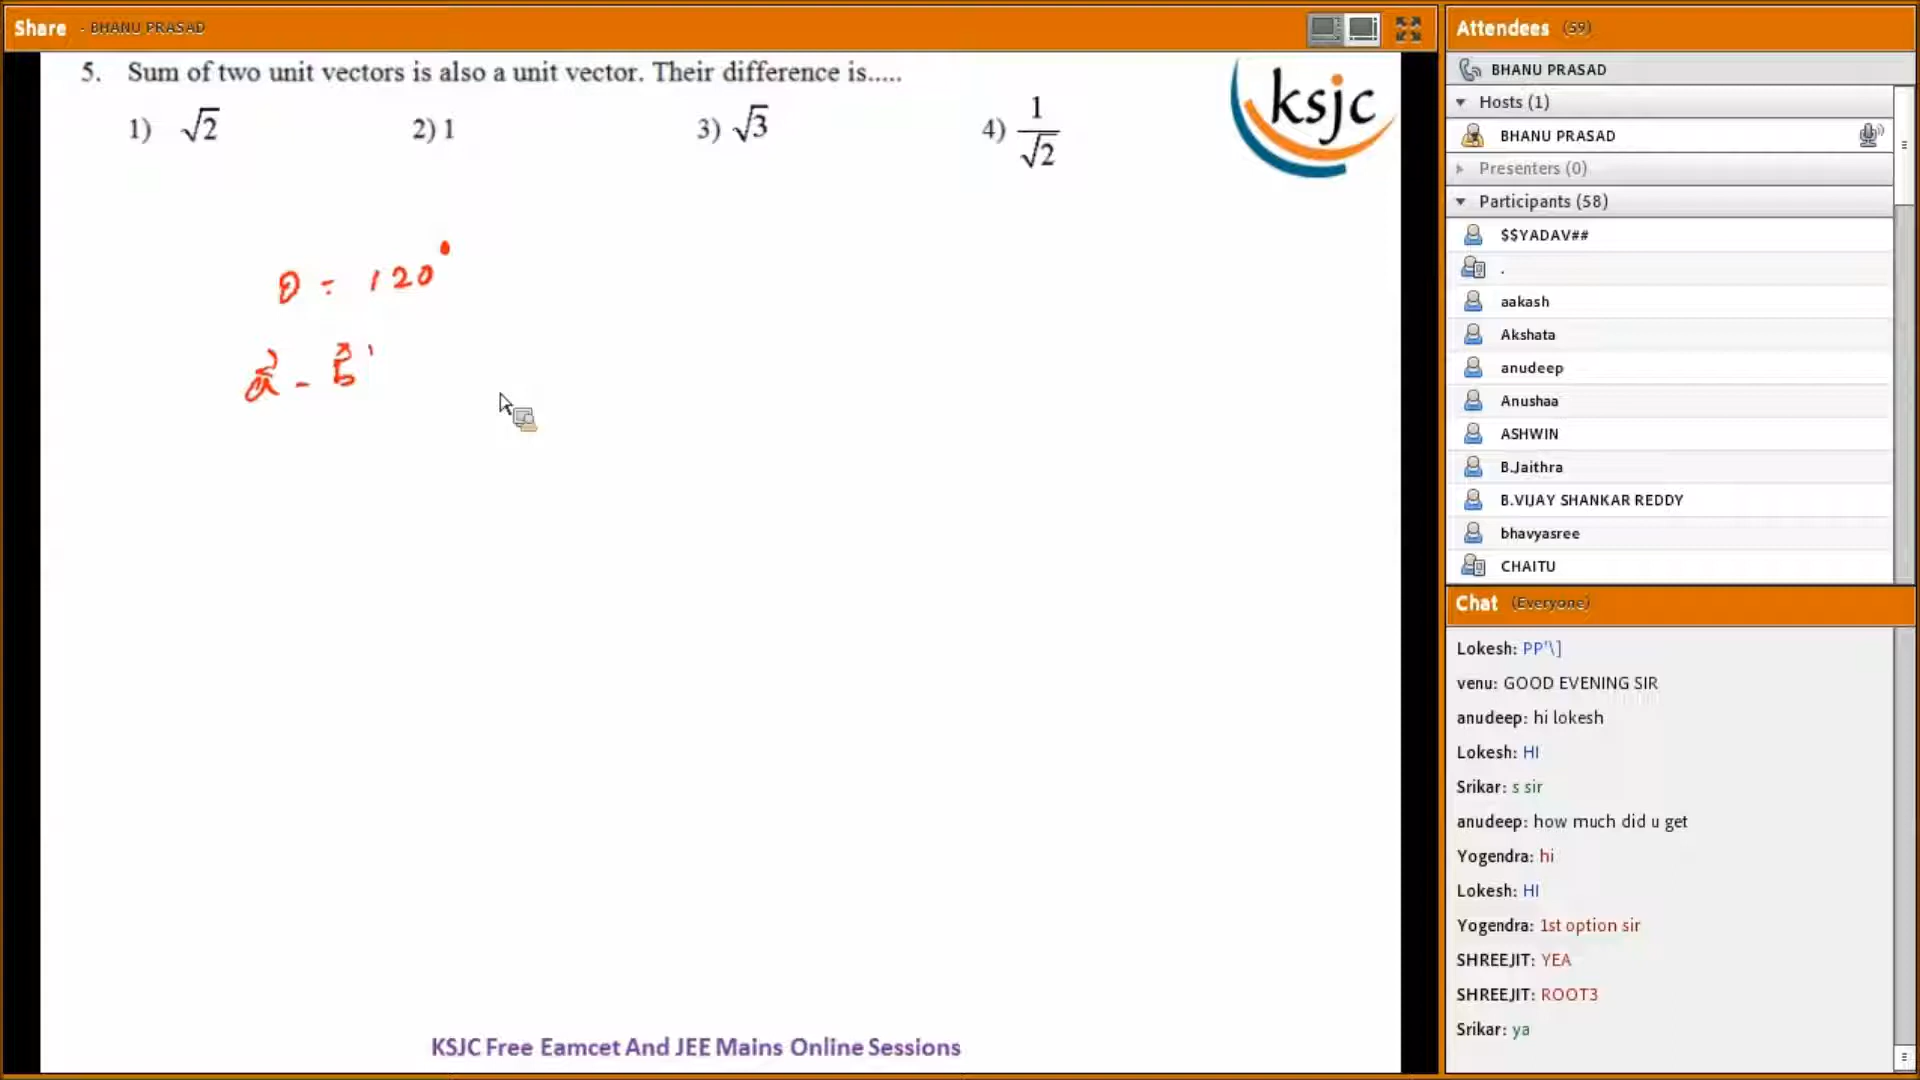 Share - BHANU PRASAD
5. Sum of two unit vectors is also a unit vector. Their difference is.....
1) √2 2) 1 3) √3 4) 1/√2
ksjc
θ = 120°
a⃗ - b⃗
KSJC Free Eamcet And JEE Mains Online Sessions
Attendees (59)
BHANU PRASAD
Hosts (1)
BHANU PRASAD
Presenters (0)
Participants (58)
$$YADAV##
.
aakash
Akshata
anudeep
Anushaa
ASHWIN
B.Jaithra
B.VIJAY SHANKAR REDDY
bhavyasree
CHAITU
Chat (Everyone)
Lokesh: PP'\]
venu: GOOD EVENING SIR
anudeep: hi lokesh
Lokesh: HI
Srikar: s sir
anudeep: how much did u get
Yogendra: hi
Lokesh: HI
Yogendra: 1st option sir
SHREEJIT: YEA
SHREEJIT: ROOT3
Srikar: ya